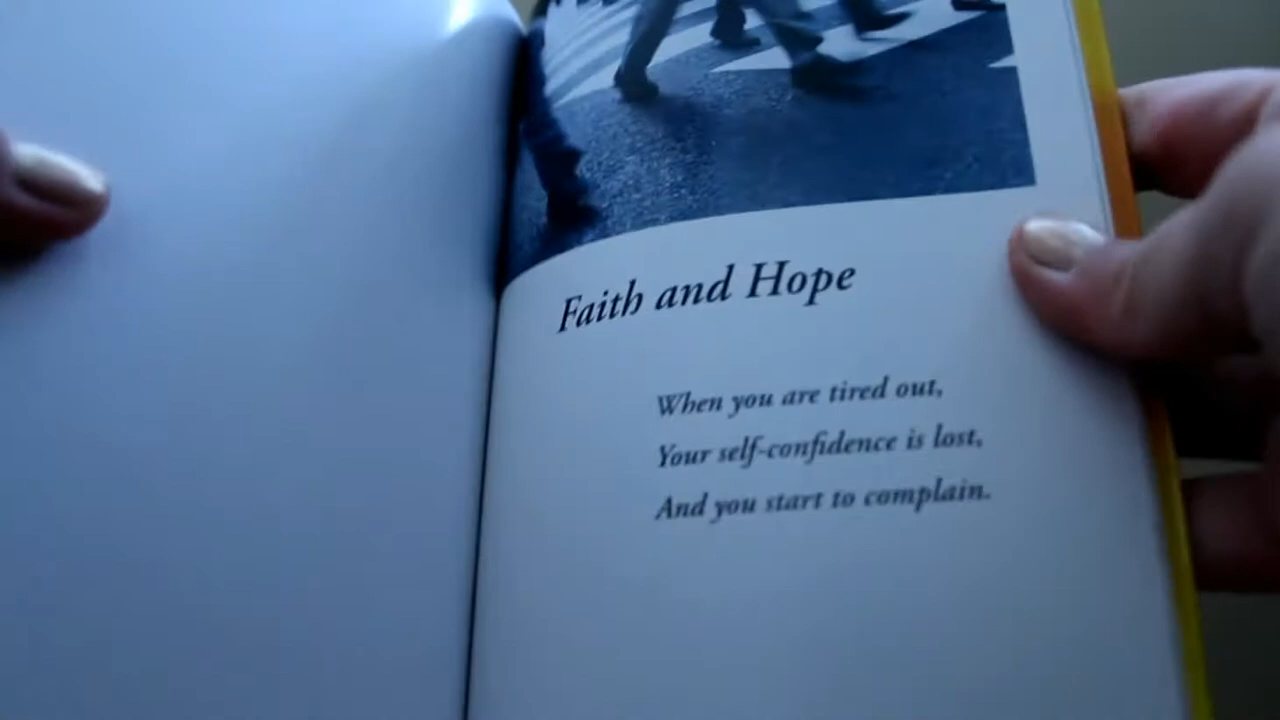 Faith and Hope
When you are tired out,
Your self-confidence is lost,
And you start to complain.